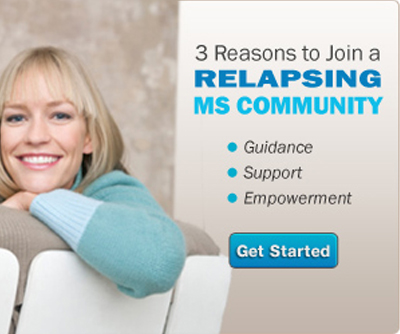 3 Reasons to Join a
RELAPSING
MS COMMUNITY
Guidance
Support
Empowerment
Get Started